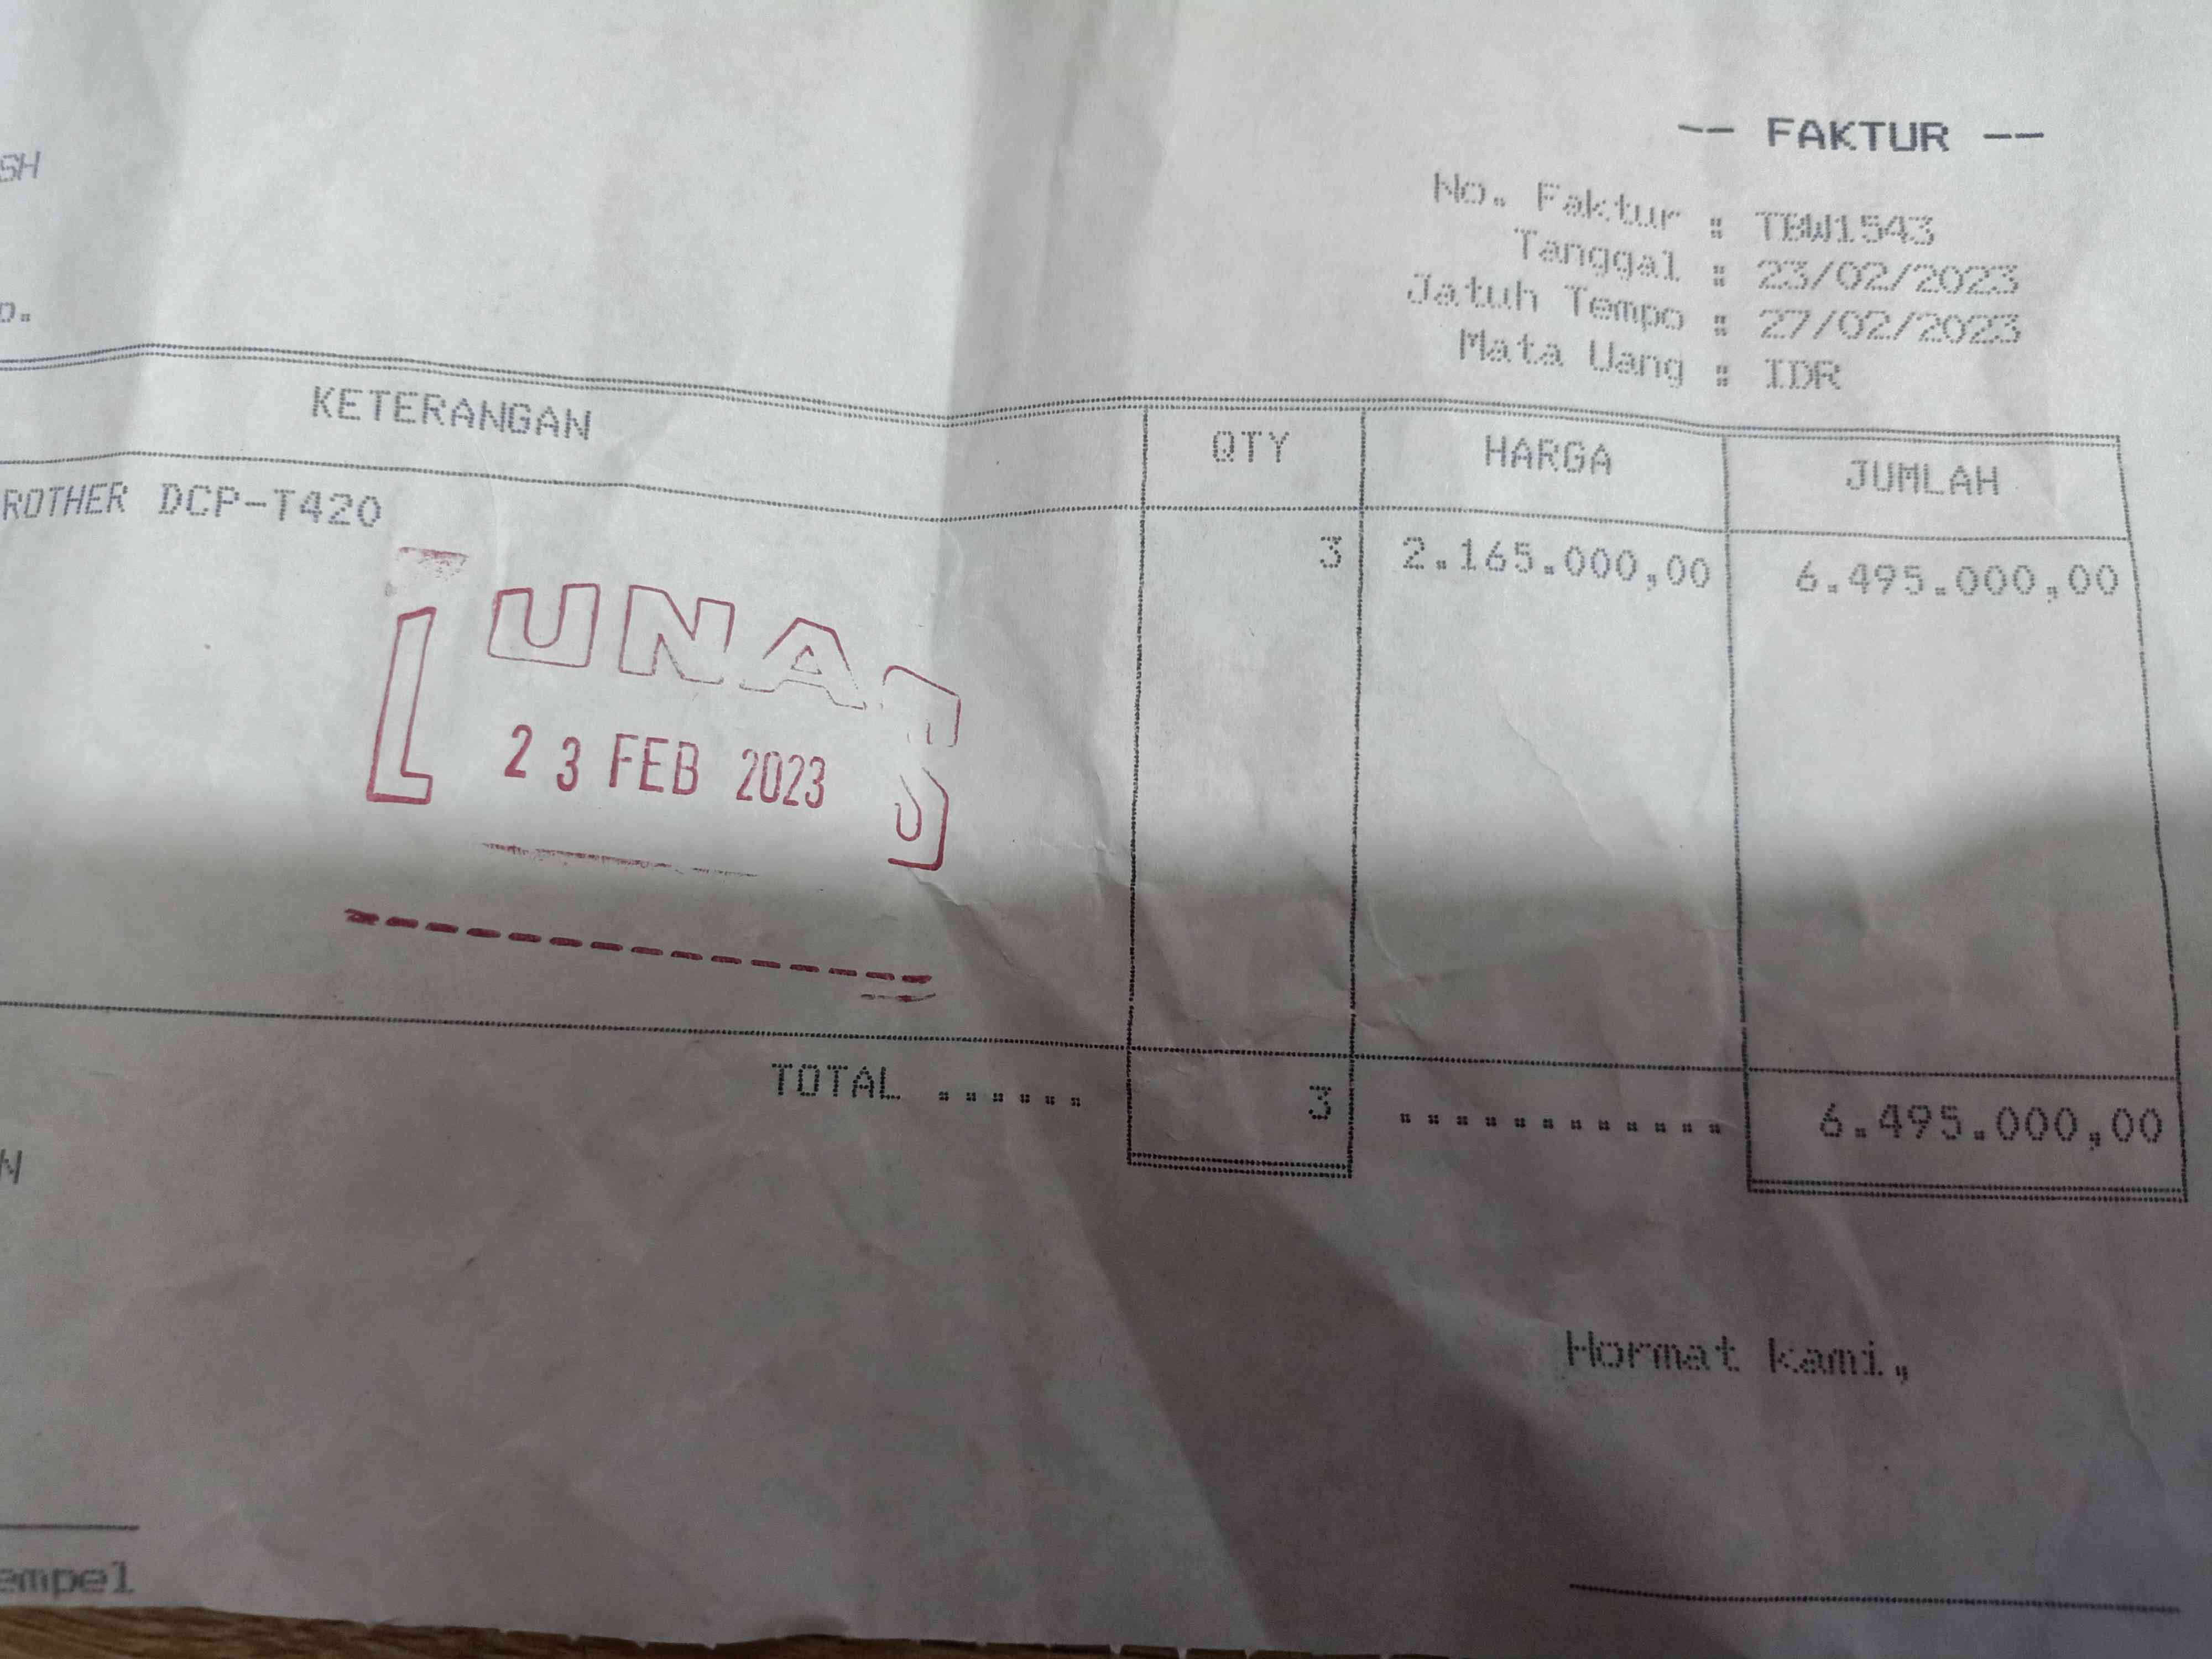 -- FAKTUR --
SH
No. Faktur : TBW1543
Tanggal : 23/02/2023
Jatuh Tempo : 27/02/2023
Mata Uang : IDR
p.
KETERANGAN QTY HARGA JUMLAH
ROTHER DCP-T420 3 2.165.000,00 6.495.000,00
LUNAS
23 FEB 2023
TOTAL ...... 3 ............ 6.495.000,00
N
Hormat kami,
empel